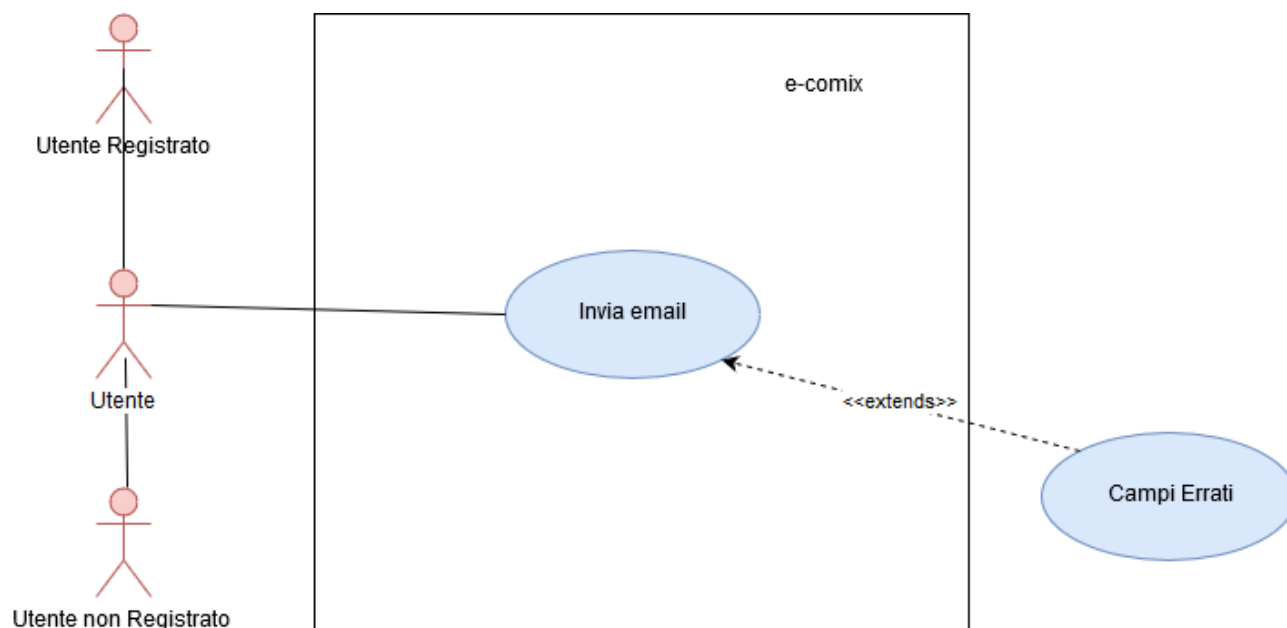 e-comix
Utente Registrato
Invia email
Utente
<<extends>>
Campi Errati
Utente non Registrato